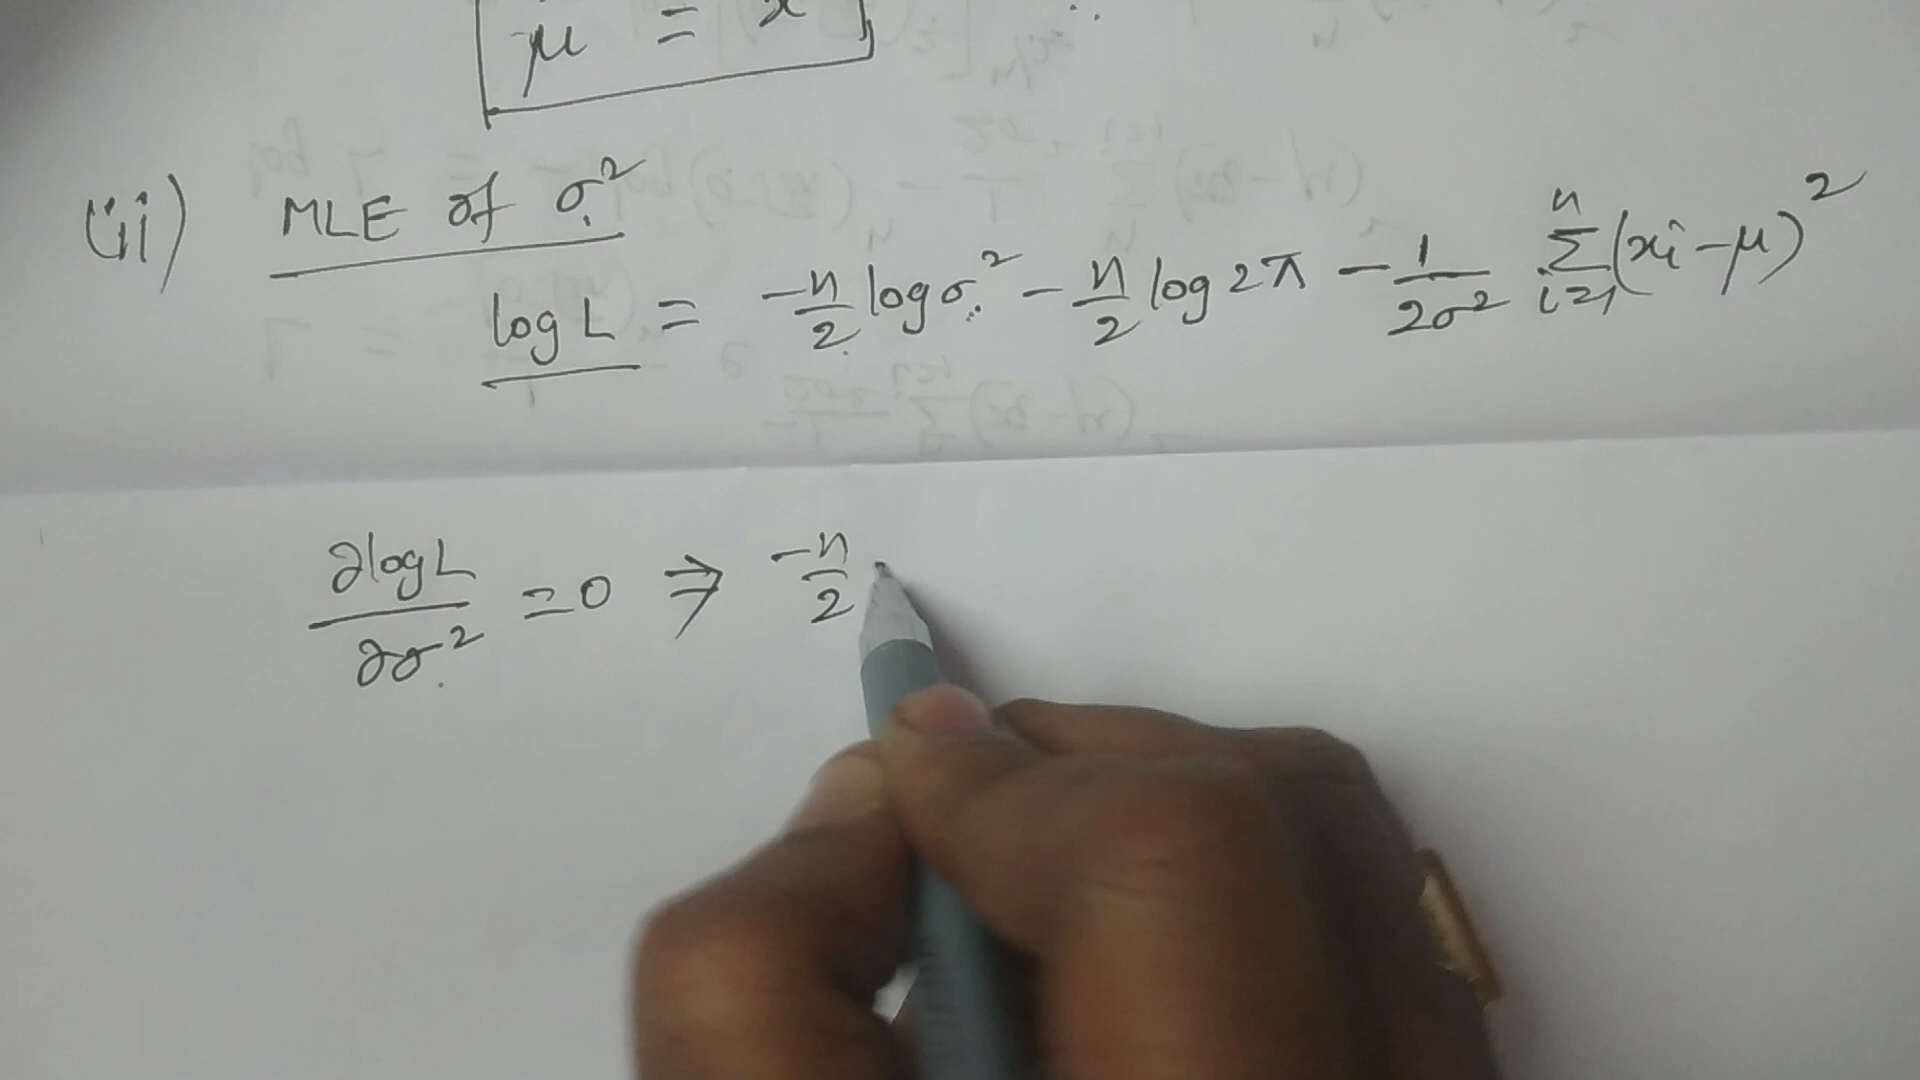 μ = x
(ii) MLE of σ²
log L = -n/2 log σ² - n/2 log 2π - 1/2σ² Σ i=1 n (xi - μ)²
∂log L/∂σ² = 0 ⇒ -n/2